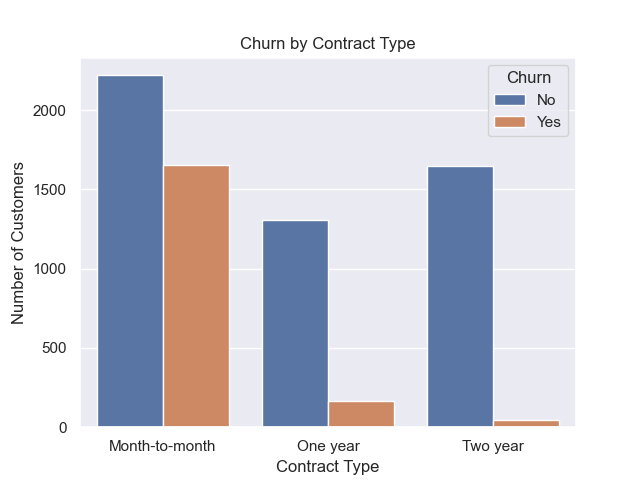 Churn by Contract Type
Churn
No
Yes
Number of Customers
2000
1500
1000
500
0
Month-to-month
One year
Two year
Contract Type